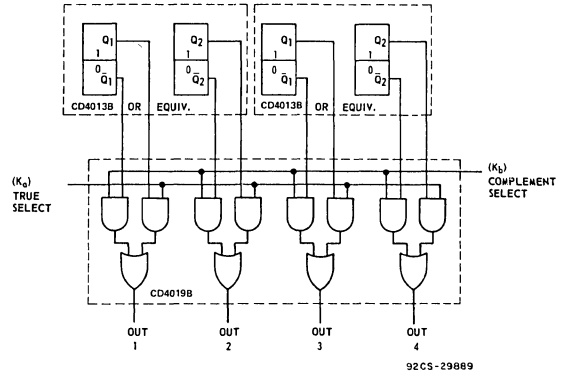 Q1 Q2 Q1 Q2
1 1 1 1
0 0 0 0
Q̅1 Q̅2 Q̅1 Q̅2
CD4013B OR EQUIV. CD4013B OR EQUIV.
(Ka)
TRUE
SELECT
(Kb)
COMPLEMENT
SELECT
CD4019B
OUT OUT OUT OUT
1 2 3 4
92CS-29889